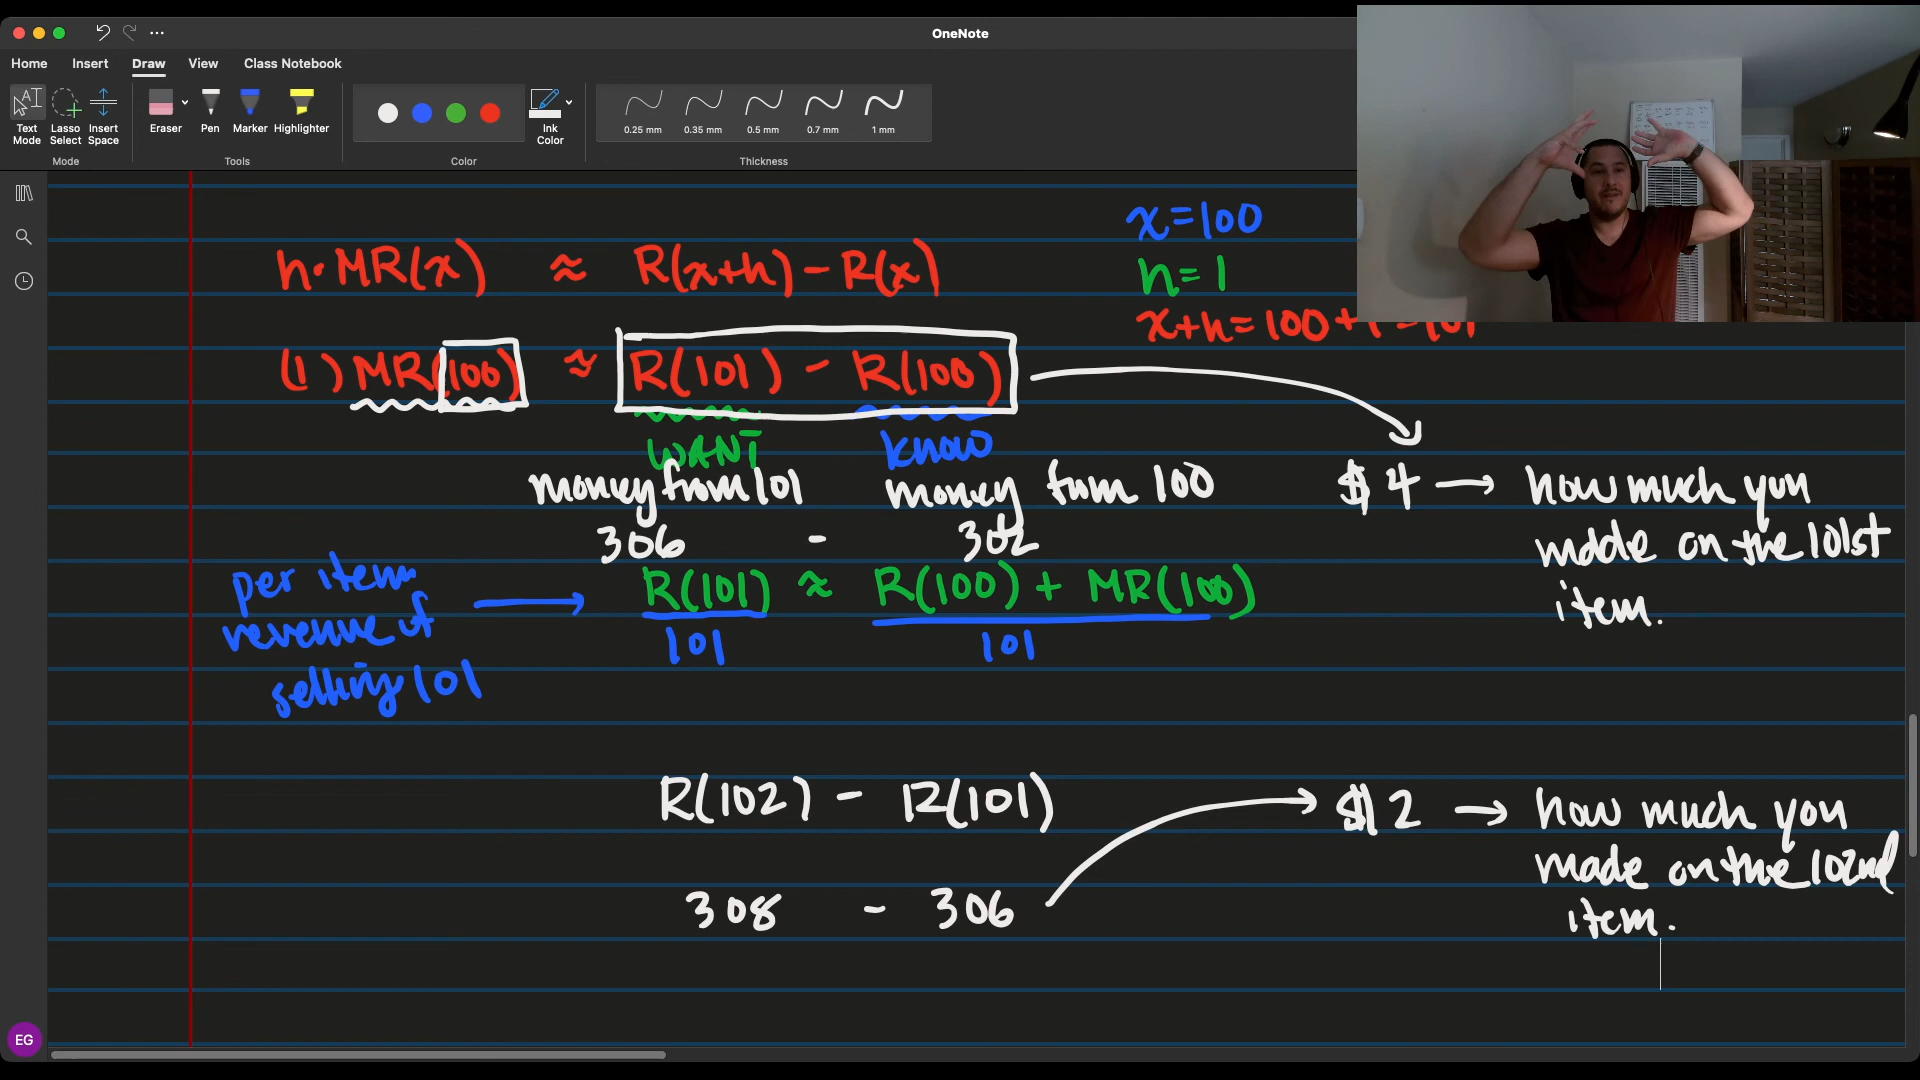 OneNote
Home Insert Draw View Class Notebook
Text Mode
Lasso Select
Insert Space
Mode
Eraser
Pen
Marker
Highlighter
Tools
Color
Ink Color
0.25 mm 0.35 mm 0.5 mm 0.7 mm 1 mm
Thickness
x=100
h=1
x+h=100+1=101
h·MR(x) ≈ R(x+h)-R(x)
(1)MR(100) ≈ R(101)-R(100)
WANT know
money from 101 money from 100
306 - 302
$4 → how much you
made on the 101st
item.
per item
revenue of
selling 101
→ R(101) ≈ R(100)+MR(100)
101 101
R(102) - R(101)
308 - 306
$2 → how much you
made on the 102nd
item.
EG